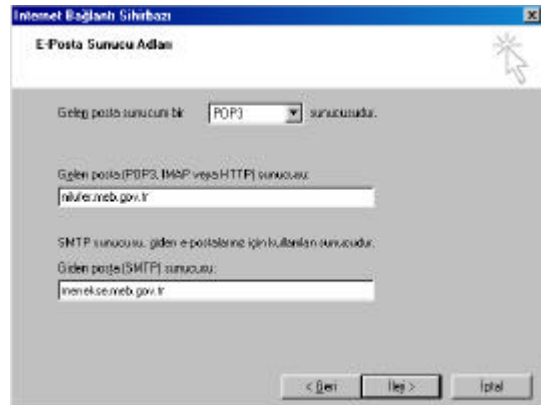 Internet Bağlantı Sihirbazı
E-Posta Sunucu Adları
Gelen posta sunucum bir POP3 sunucusudur.
Gelen posta (POP3, IMAP veya HTTP) sunucusu:
nilufer.meb.gov.tr
SMTP sunucusu, giden e-postalarınız için kullanılan sunucudur.
Giden posta (SMTP) sunucusu:
menekse.meb.gov.tr
< Geri İleri > İptal